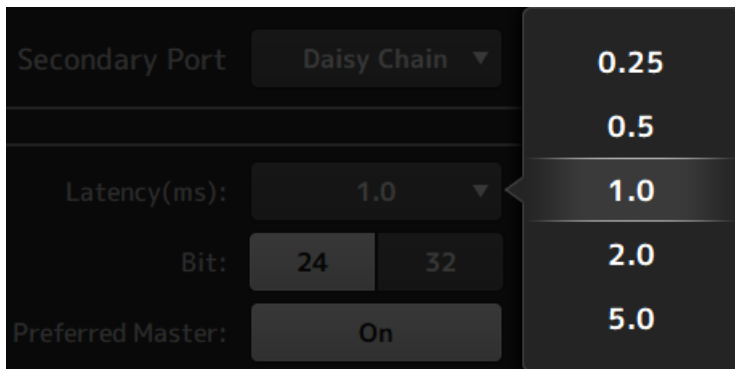 Secondary Port Daisy Chain ▼
0.25
0.5
Latency(ms): 1.0 ▼
1.0
Bit: 24 32
2.0
Preferred Master: On
5.0